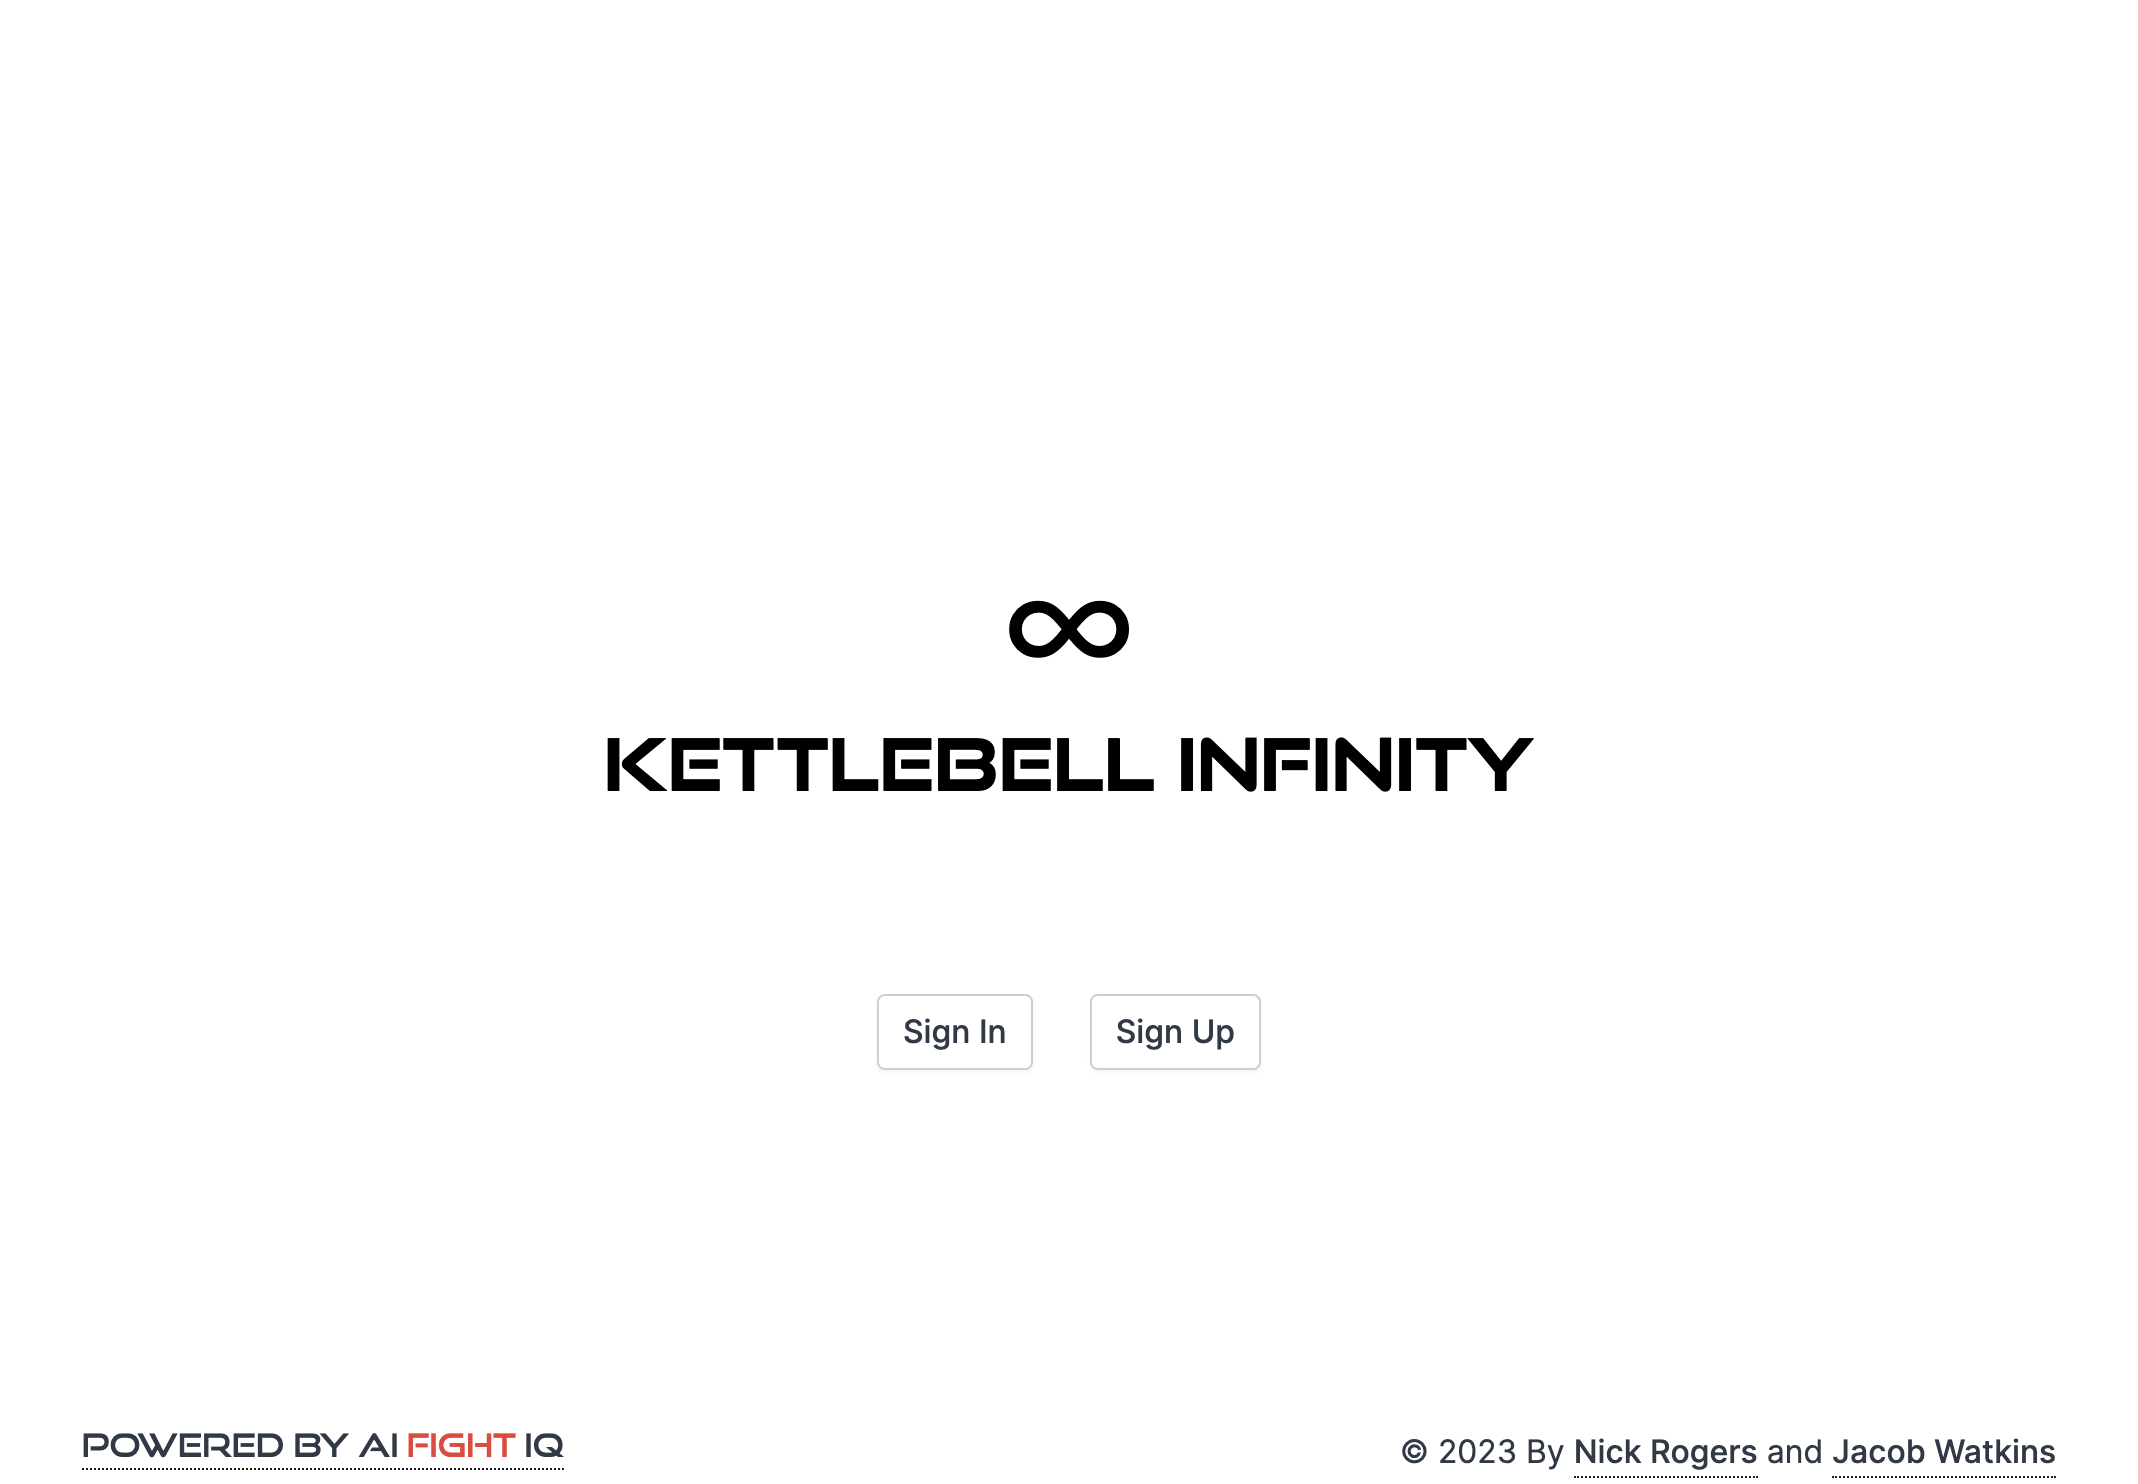 KETTLEBELL INFINITY
Sign In
Sign Up
POWERED BY AI FIGHT IQ
© 2023 By Nick Rogers and Jacob Watkins